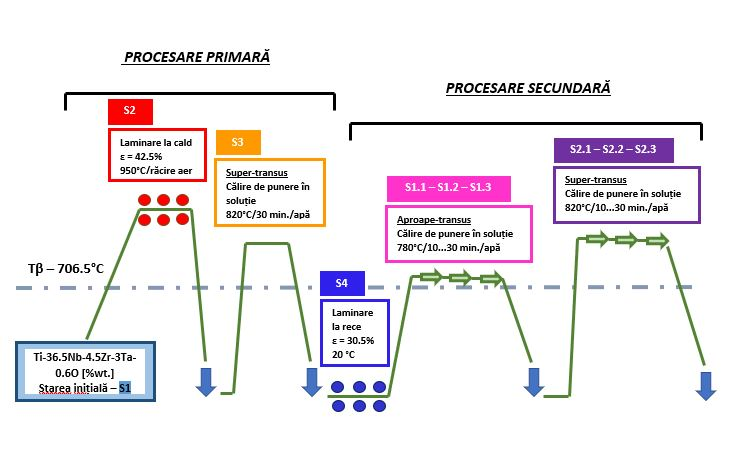 PROCESARE PRIMARĂ
PROCESARE SECUNDARĂ
S2
Laminare la cald
ε = 42.5%
950°C/răcire aer
S3
Super-transus
Călire de punere în
soluție
820°C/30 min./apă
S2.1 – S2.2 – S2.3
Super-transus
Călire de punere în soluție
820°C/10...30 min./apă
S1.1 – S1.2 – S1.3
Aproape-transus
Călire de punere în soluție
780°C/10...30 min./apă
Tβ – 706.5°C
S4
Laminare
la rece
ε = 30.5%
20 °C
Ti-36.5Nb-4.5Zr-3Ta-
0.6O [%wt.]
Starea inițială – S1